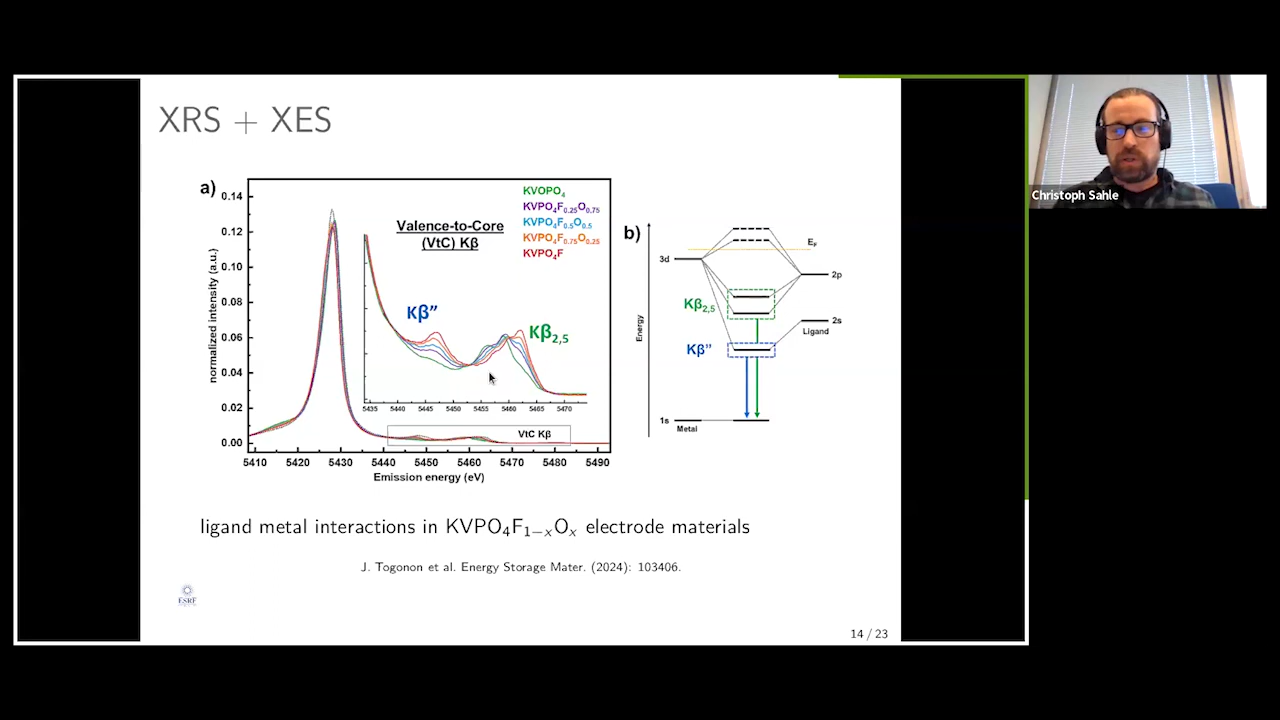 XRS + XES
a)
KVOPO₄
KVPO₄F₀.₂₅O₀.₇₅
KVPO₄F₀.₅O₀.₅
KVPO₄F₀.₇₅O₀.₂₅
KVPO₄F
Valence-to-Core
(VtC) Kβ
Kβ”
Kβ₂,₅
normalized intensity (a.u.)
0.14
0.12
0.10
0.08
0.06
0.04
0.02
0.00
5435 5440 5445 5450 5455 5460 5465 5470
VtC Kβ
5410 5420 5430 5440 5450 5460 5470 5480 5490
Emission energy (eV)
b)
Energy
E_F
3d
2p
Kβ₂,₅
2s
Ligand
Kβ”
1s
Metal
ligand metal interactions in KVPO₄F₁₋ₓOₓ electrode materials
J. Togonon et al. Energy Storage Mater. (2024): 103406.
ESRF
14 / 23
Christoph Sahle